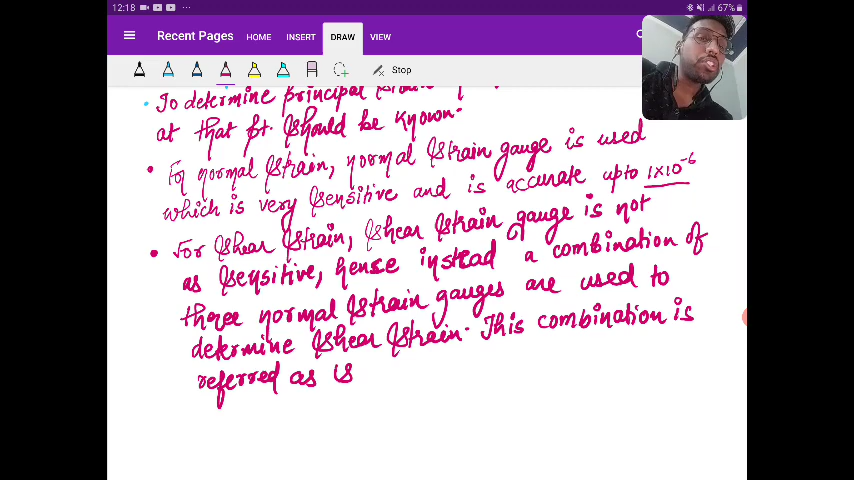 12:18
67%
Recent Pages HOME INSERT DRAW VIEW
Stop
• To determine principal
at that pt. should be known.
• For normal strain, normal strain gauge is used
which is very sensitive and is accurate upto 1×10⁻⁶
• For shear strain, shear strain gauge is not
as sensitive, hence instead a combination of
three normal strain gauges are used to
determine shear strain. This combination is
referred as is